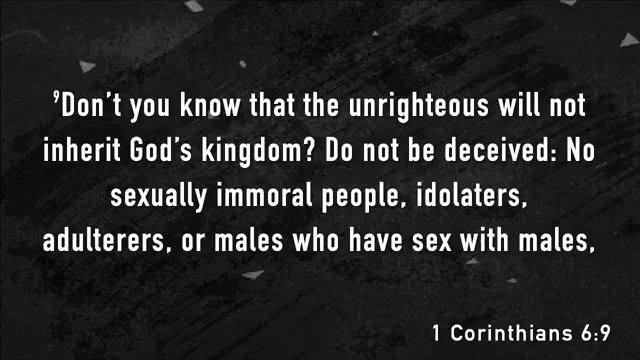 ⁹Don't you know that the unrighteous will not
inherit God's kingdom? Do not be deceived: No
sexually immoral people, idolaters,
adulterers, or males who have sex with males,
1 Corinthians 6:9